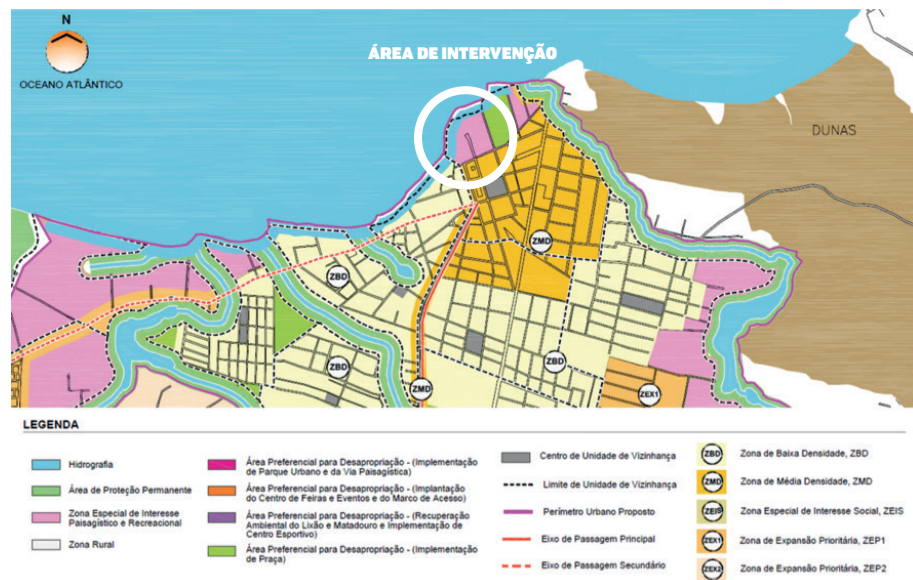 N
OCEANO ATLÂNTICO
ÁREA DE INTERVENÇÃO
DUNAS
ZMD
ZBD
ZBD
ZBD
ZMD
ZEX1
LEGENDA
Hidrografia
Área de Proteção Permanente
Zona Especial de Interesse
Paisagístico e Recreacional
Zona Rural
Área Preferencial para Desapropriação - (Implementação
de Parque Urbano e da Via Paisagística)
Área Preferencial para Desapropriação - (Implantação
do Centro de Feiras e Eventos e do Marco de Acesso)
Área Preferencial para Desapropriação - (Recuperação
Ambiental do Lixão e Matadouro e Implementação de
Centro Esportivo)
Área Preferencial para Desapropriação - (Implementação
de Praça)
Centro de Unidade de Vizinhança
Limite de Unidade de Vizinhança
Perímetro Urbano Proposto
Eixo de Passagem Principal
Eixo de Passagem Secundário
ZBD Zona de Baixa Densidade, ZBD
ZMD Zona de Média Densidade, ZMD
ZEIS Zona Especial de Interesse Social, ZEIS
ZEX1 Zona de Expansão Prioritária, ZEP1
ZEX2 Zona de Expansão Prioritária, ZEP2